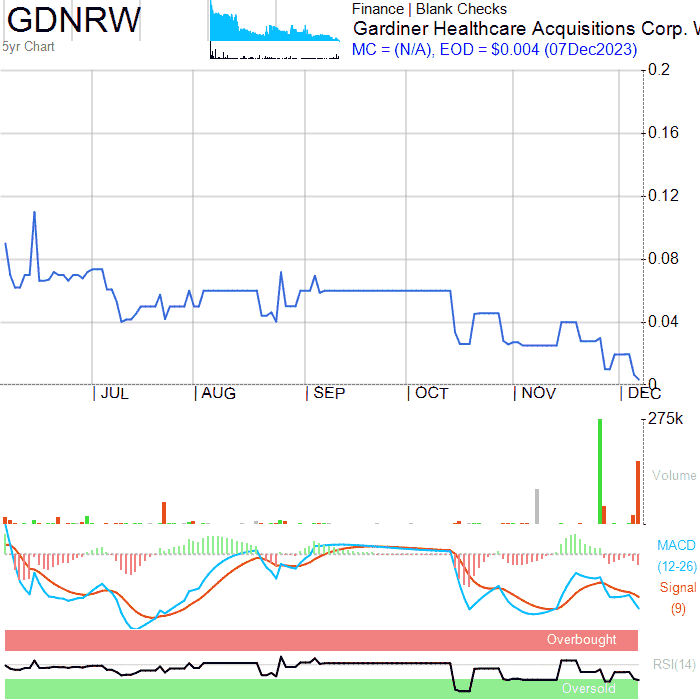 GDNRW
5yr Chart
Finance | Blank Checks
Gardiner Healthcare Acquisitions Corp. W
MC = (N/A), EOD = $0.004 (07Dec2023)
0.2
0.16
0.12
0.08
0.04
0
JUL AUG SEP OCT NOV DEC
275k
Volume
MACD
(12-26)
Signal
(9)
Overbought
RSI(14)
Oversold